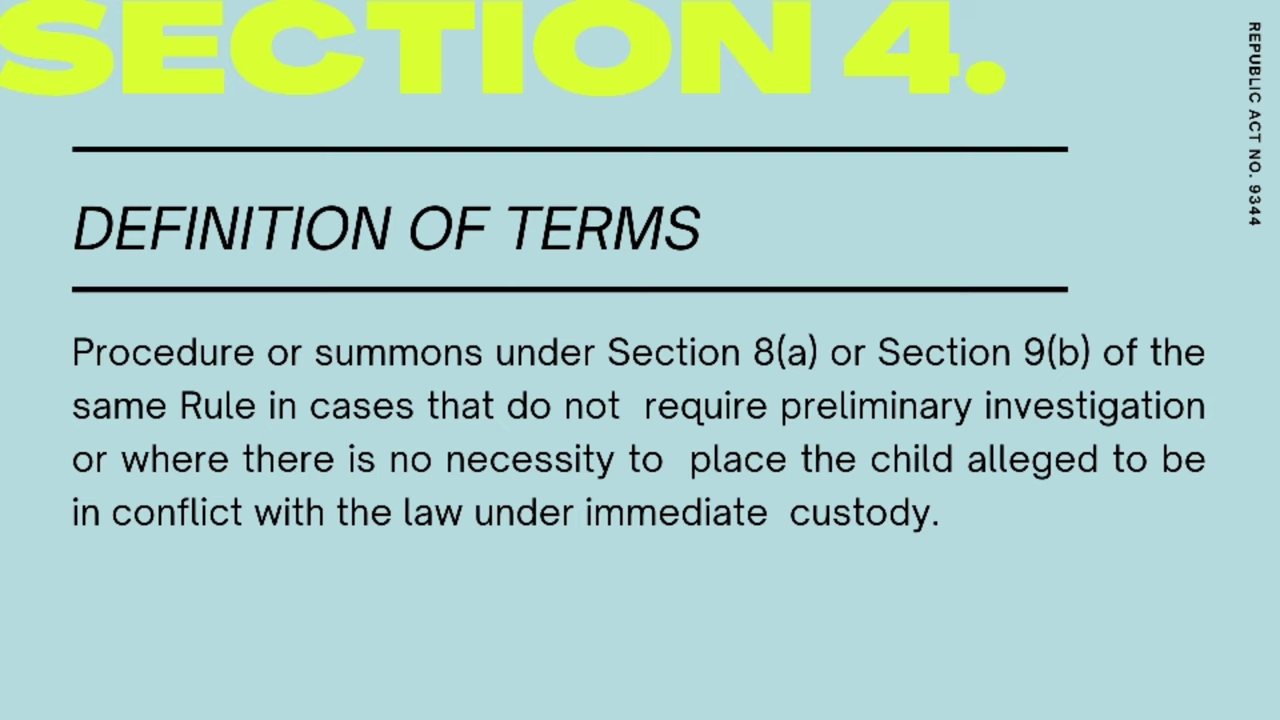 SECTION 4.
REPUBLIC ACT NO. 9344
DEFINITION OF TERMS
Procedure or summons under Section 8(a) or Section 9(b) of the
same Rule in cases that do not require preliminary investigation
or where there is no necessity to place the child alleged to be
in conflict with the law under immediate custody.